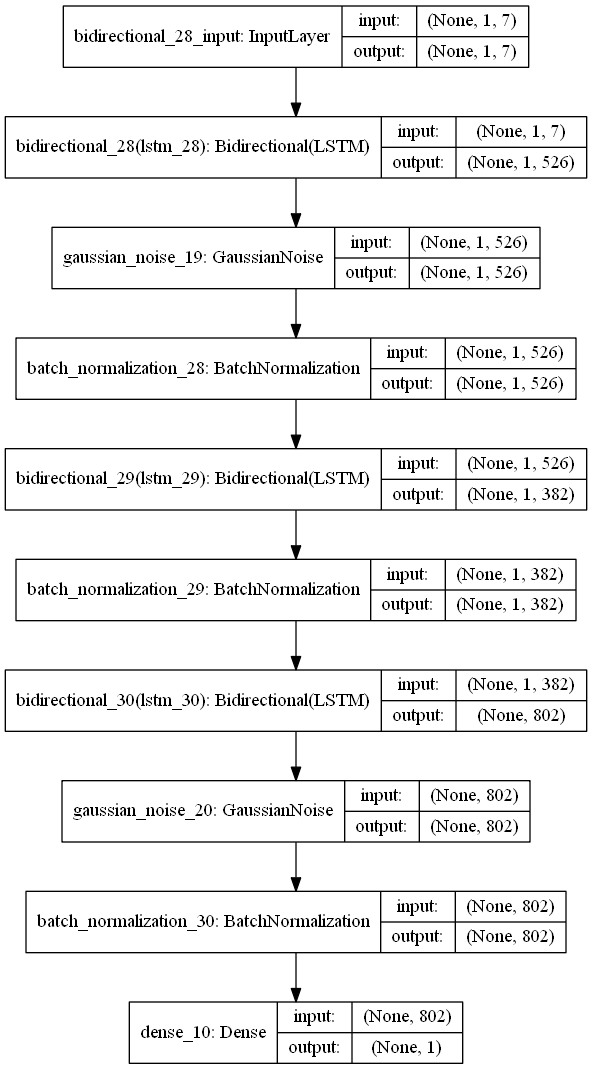 bidirectional_28_input: InputLayer
input: (None, 1, 7)
output: (None, 1, 7)
bidirectional_28(lstm_28): Bidirectional(LSTM)
input: (None, 1, 7)
output: (None, 1, 526)
gaussian_noise_19: GaussianNoise
input: (None, 1, 526)
output: (None, 1, 526)
batch_normalization_28: BatchNormalization
input: (None, 1, 526)
output: (None, 1, 526)
bidirectional_29(lstm_29): Bidirectional(LSTM)
input: (None, 1, 526)
output: (None, 1, 382)
batch_normalization_29: BatchNormalization
input: (None, 1, 382)
output: (None, 1, 382)
bidirectional_30(lstm_30): Bidirectional(LSTM)
input: (None, 1, 382)
output: (None, 802)
gaussian_noise_20: GaussianNoise
input: (None, 802)
output: (None, 802)
batch_normalization_30: BatchNormalization
input: (None, 802)
output: (None, 802)
dense_10: Dense
input: (None, 802)
output: (None, 1)